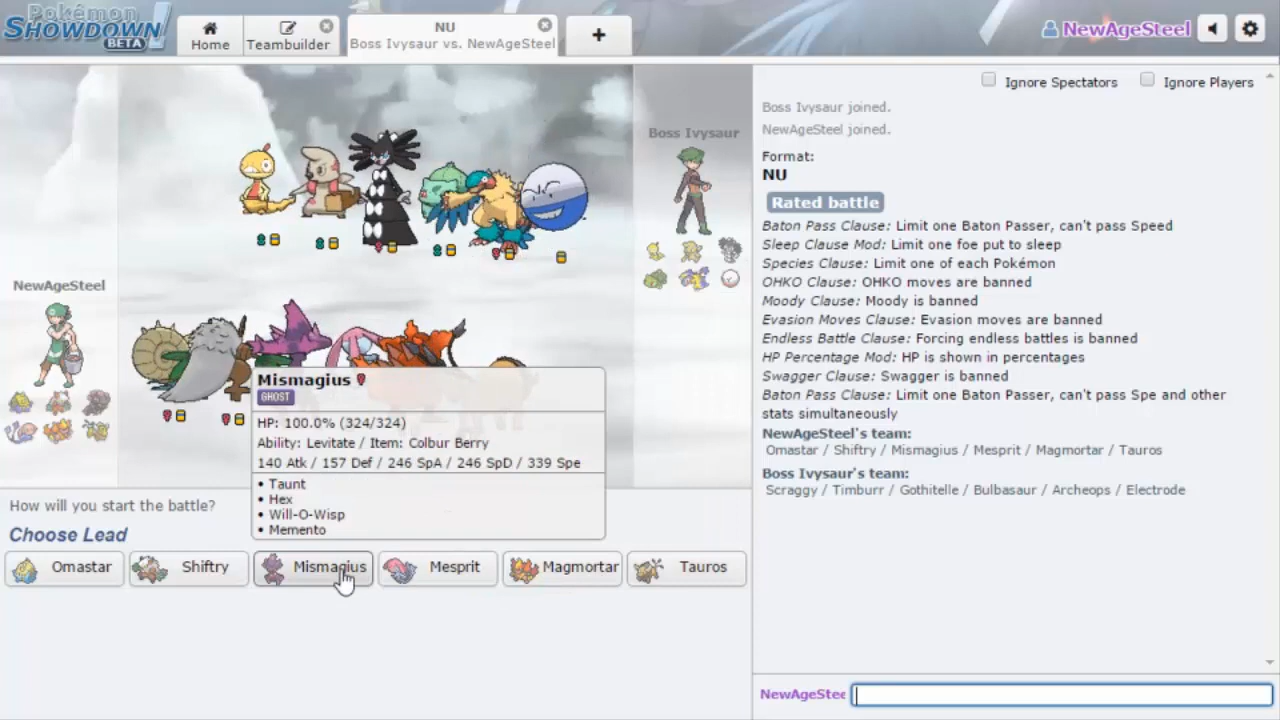 Pokémon
SHOWDOWN!
BETA
Home
Teambuilder
NU
Boss Ivysaur vs. NewAgeSteel
+
NewAgeSteel
Boss Ivysaur
NewAgeSteel
Mismagius
GHOST
HP: 100.0% (324/324)
Ability: Levitate / Item: Colbur Berry
140 Atk / 157 Def / 246 SpA / 246 SpD / 339 Spe
• Taunt
• Hex
• Will-O-Wisp
• Memento
How will you start the battle?
Choose Lead
Omastar
Shiftry
Mismagius
Mesprit
Magmortar
Tauros
Ignore Spectators
Ignore Players
Boss Ivysaur joined.
NewAgeSteel joined.
Format:
NU
Rated battle
Baton Pass Clause: Limit one Baton Passer, can't pass Speed
Sleep Clause Mod: Limit one foe put to sleep
Species Clause: Limit one of each Pokémon
OHKO Clause: OHKO moves are banned
Moody Clause: Moody is banned
Evasion Moves Clause: Evasion moves are banned
Endless Battle Clause: Forcing endless battles is banned
HP Percentage Mod: HP is shown in percentages
Swagger Clause: Swagger is banned
Baton Pass Clause: Limit one Baton Passer, can't pass Spe and other
stats simultaneously
NewAgeSteel's team:
Omastar / Shiftry / Mismagius / Mesprit / Magmortar / Tauros
Boss Ivysaur's team:
Scraggy / Timburr / Gothitelle / Bulbasaur / Archeops / Electrode
NewAgeStee